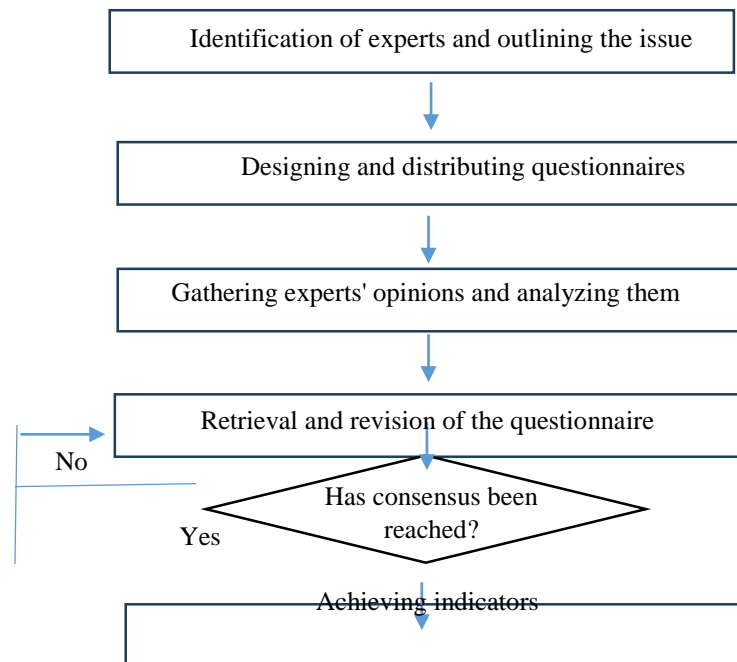 Identification of experts and outlining the issue
Designing and distributing questionnaires
Gathering experts' opinions and analyzing them
Retrieval and revision of the questionnaire
No
Has consensus been
reached?
Yes
Achieving indicators